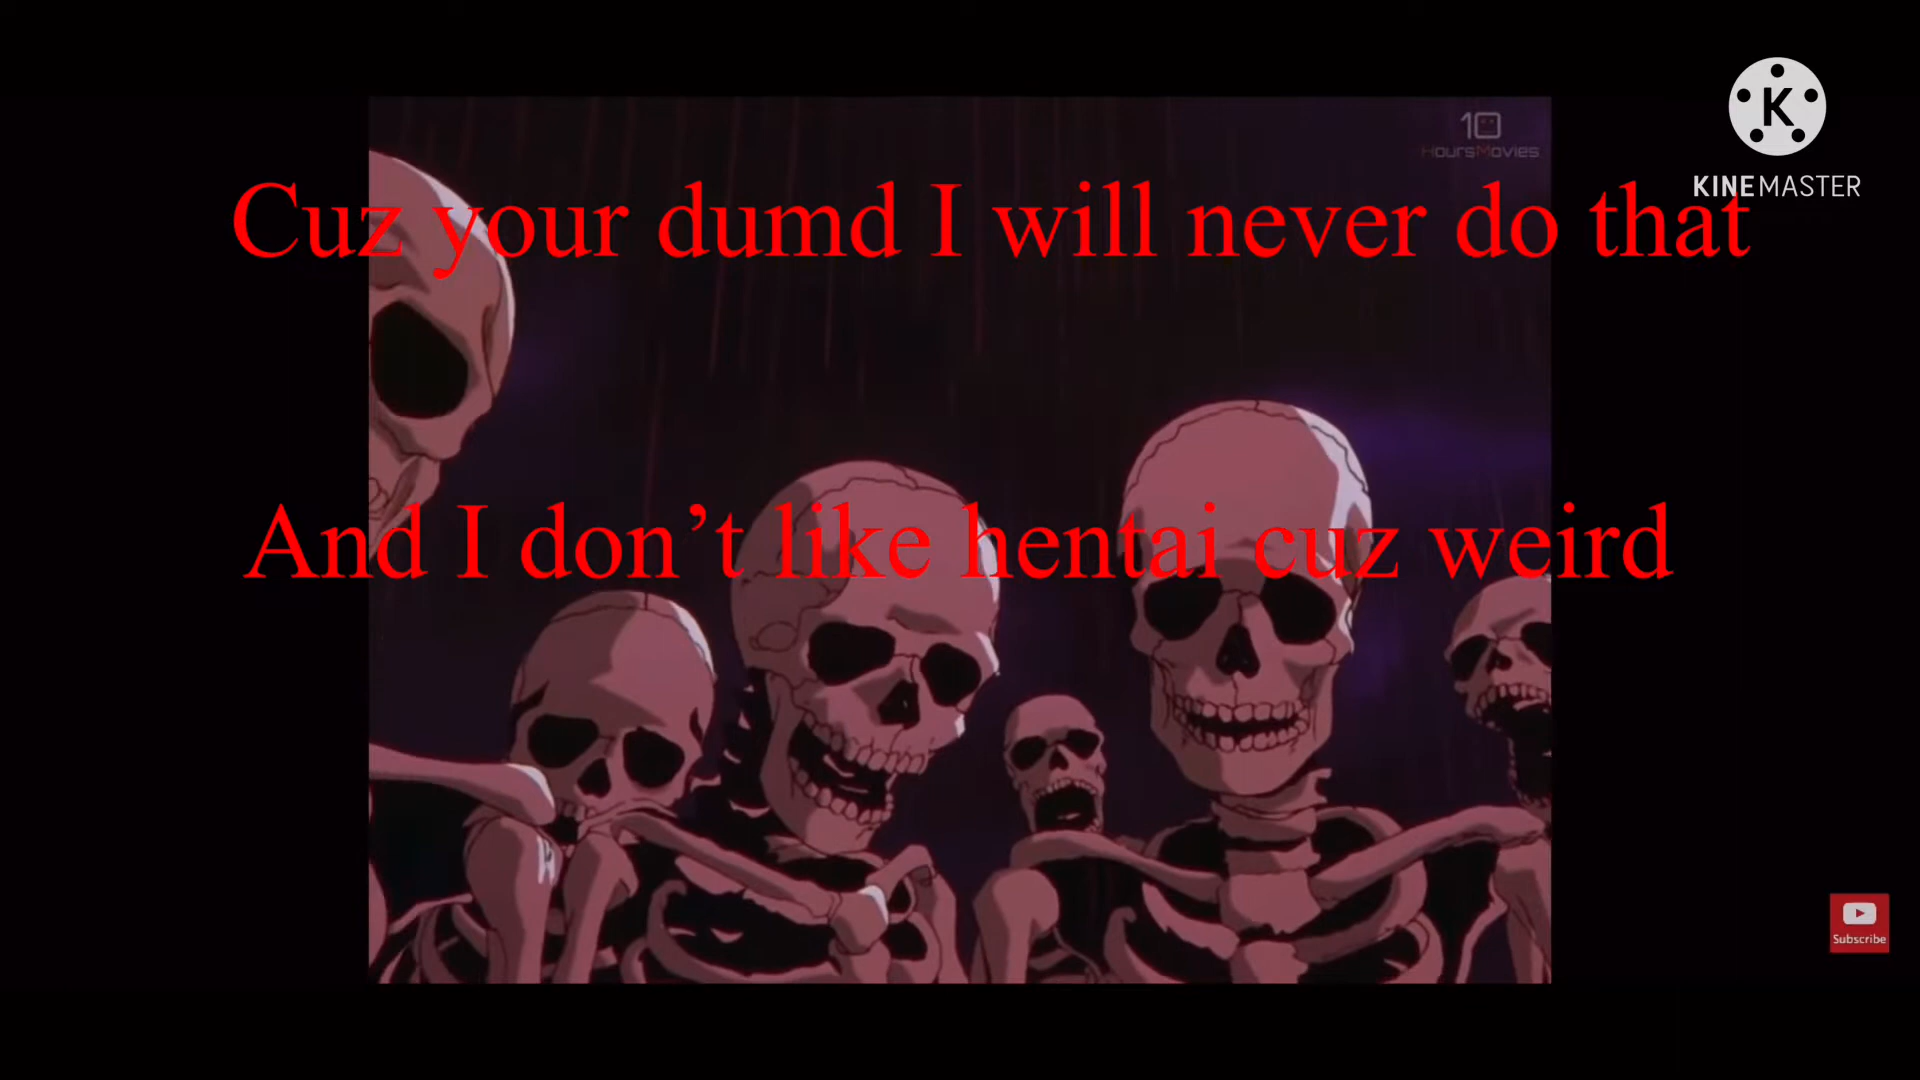 10
HoursMovies
K
KINEMASTER
Cuz your dumd I will never do that
And I don’t like hentai cuz weird
Subscribe